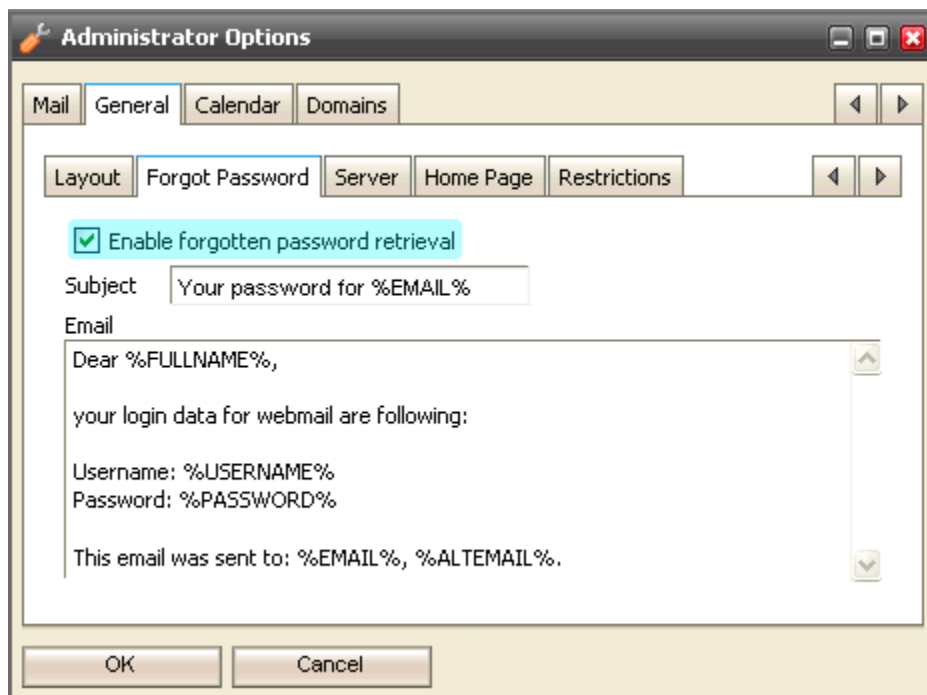 Administrator Options
Mail General Calendar Domains
Layout Forgot Password Server Home Page Restrictions
Enable forgotten password retrieval
Subject Your password for %EMAIL%
Email
Dear %FULLNAME%,
your login data for webmail are following:
Username: %USERNAME%
Password: %PASSWORD%
This email was sent to: %EMAIL%, %ALTEMAIL%.
OK Cancel